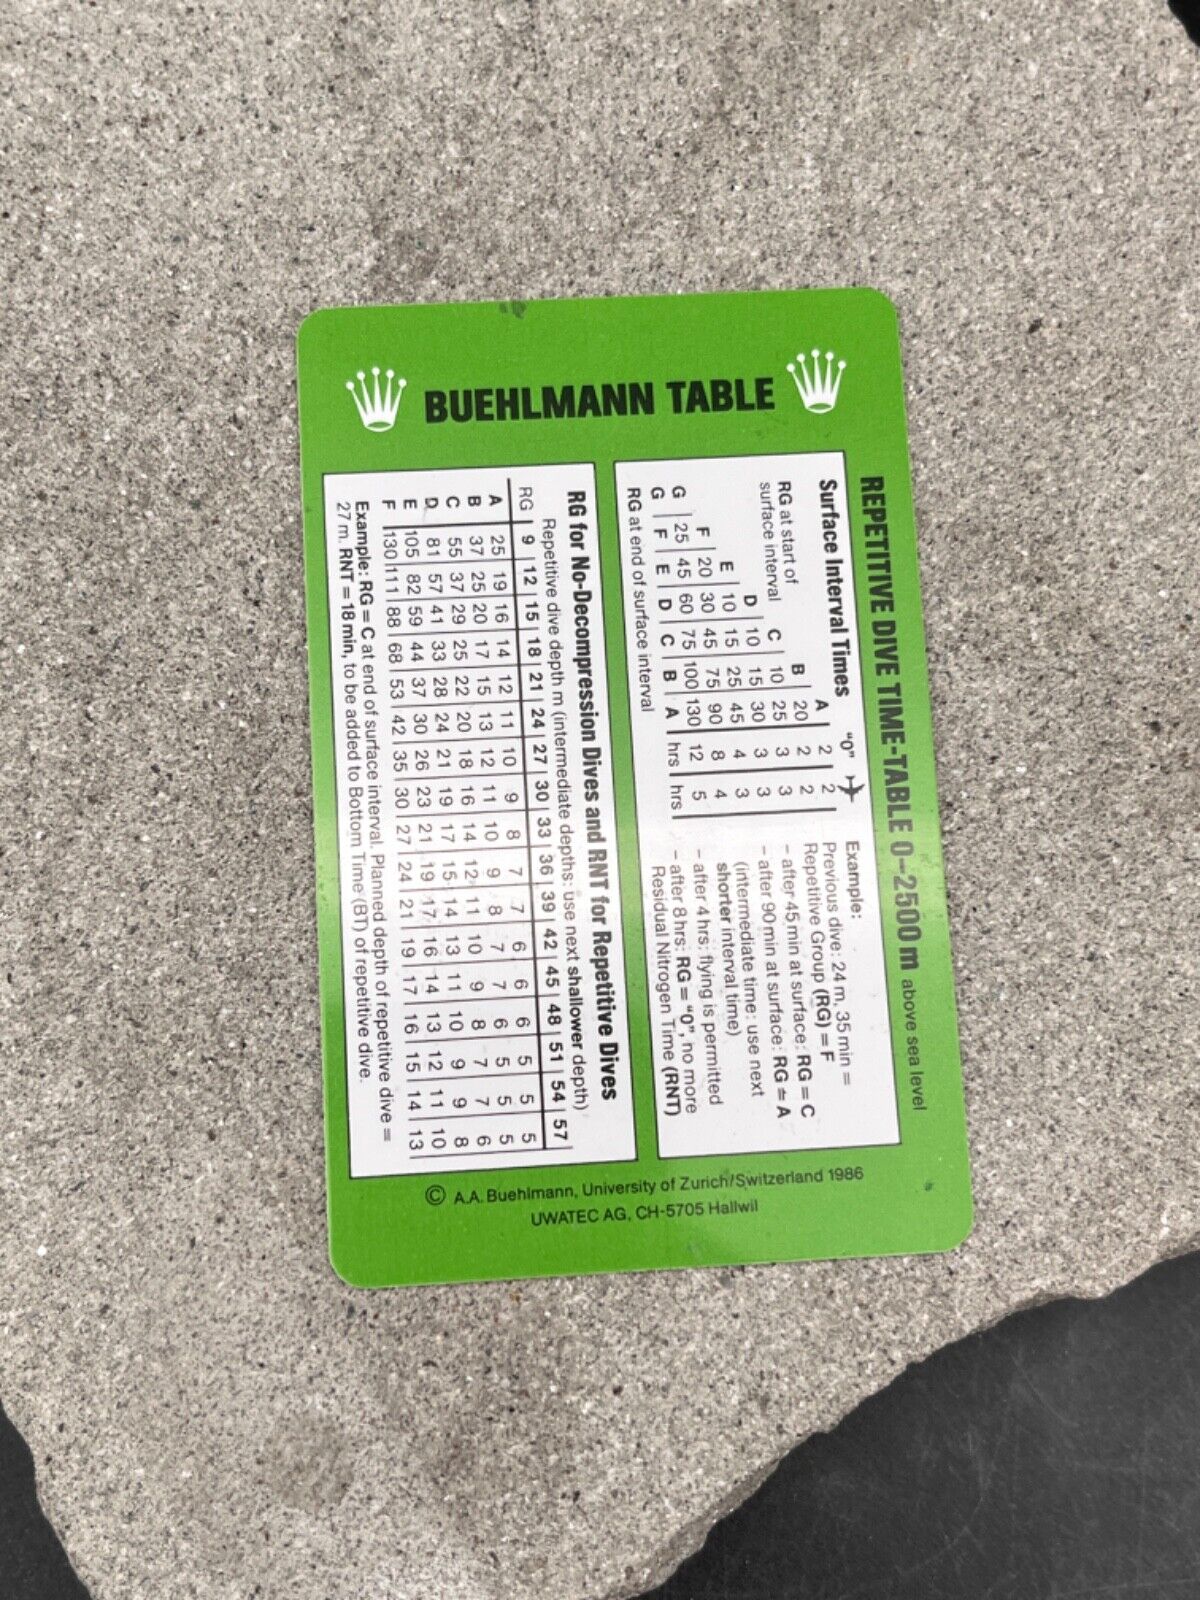 BUEHLMANN TABLE
REPETITIVE DIVE TIME-TABLE 0–2500 m above sea level
Surface Interval Times "0"
A 2 2
RG at start of B 20 2 2
surface interval C 10 25 3 3
D 10 15 30 3 3
E 10 15 25 45 4 3
F 20 30 45 75 90 8 4
G 25 45 60 75 100 130 12 5
G F E D C B A hrs hrs
RG at end of surface interval
Example:
Previous dive: 24 m, 35 min =
Repetitive Group (RG) = F
– after 45 min at surface: RG = C
– after 90 min at surface: RG = A
(intermediate time: use next
shorter interval time)
– after 4 hrs: flying is permitted
– after 8 hrs: RG = "0", no more
Residual Nitrogen Time (RNT)
RG for No-Decompression Dives and RNT for Repetitive Dives
Repetitive dive depth m (intermediate depths: use next shallower depth)
RG 9 12 15 18 21 24 27 30 33 36 39 42 45 48 51 54 57
A 25 19 16 14 12 11 10 9 8 7 7 6 6 6 5 5 5
B 37 25 20 17 15 13 12 11 10 9 8 7 7 6 5 5 5
C 55 37 29 25 22 20 18 16 14 12 11 10 9 8 7 7 6
D 81 57 41 33 28 24 21 19 17 15 14 13 11 10 9 9 8
E 105 82 59 44 37 30 26 23 21 19 17 16 14 13 12 11 10
F 130 111 88 68 53 42 35 30 27 24 21 19 17 16 15 14 13
Example: RG = C at end of surface interval. Planned depth of repetitive dive =
27 m. RNT = 18 min, to be added to Bottom Time (BT) of repetitive dive.
© A.A. Buehlmann, University of Zurich/Switzerland 1986
UWATEC AG, CH-5705 Hallwil